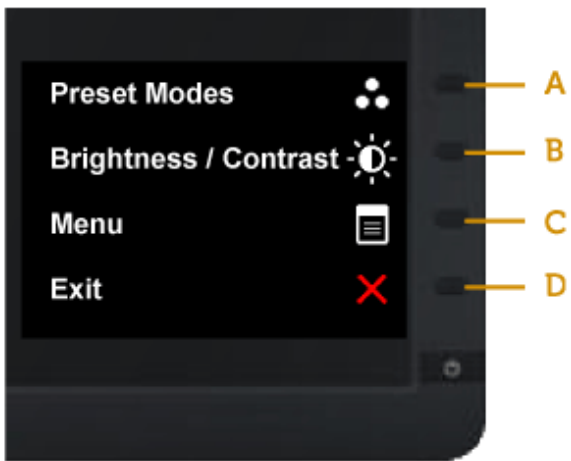 Preset Modes
A
Brightness / Contrast
B
Menu
C
Exit
D